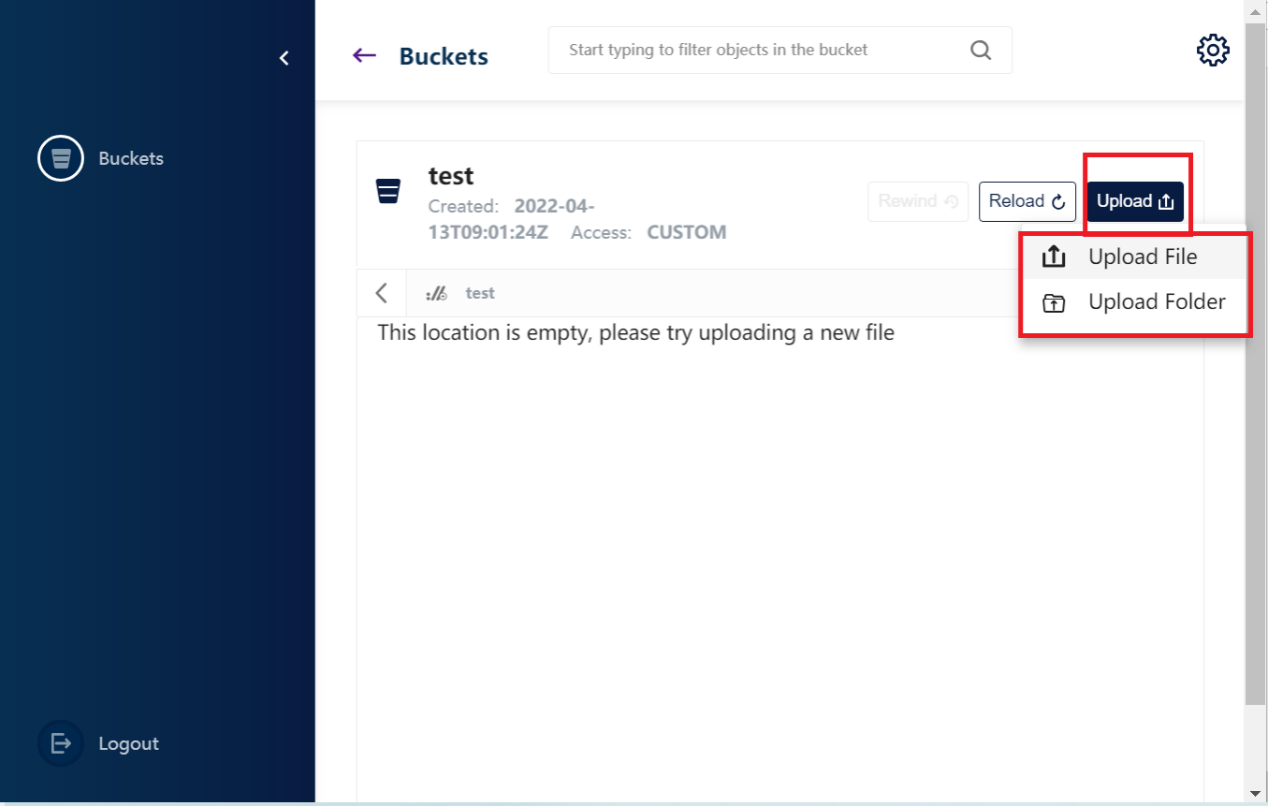 Buckets
Logout
Buckets
Start typing to filter objects in the bucket
test
Created: 2022-04-
13T09:01:24Z Access: CUSTOM
Rewind
Reload
Upload
Upload File
Upload Folder
test
This location is empty, please try uploading a new file